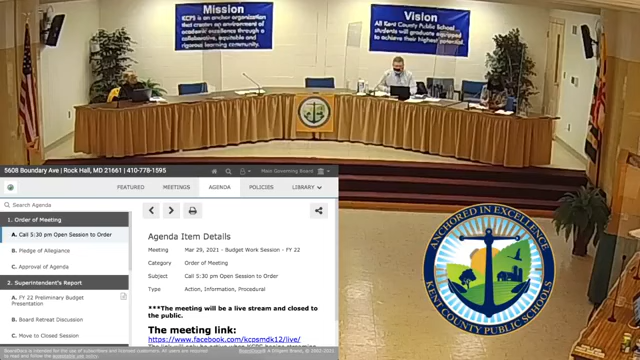 Mission
KCPS is an anchor organization
that creates an environment of
academic excellence through a
collaborative, equitable and
rigorous learning community.
Vision
All Kent County Public School
students will graduate equipped
to achieve their highest potential.
5608 Boundary Ave | Rock Hall, MD 21661 | 410-778-1595
Main Governing Board
FEATURED MEETINGS AGENDA POLICIES LIBRARY
Search Agenda
1. Order of Meeting
A. Call 5:30 pm Open Session to Order
B. Pledge of Allegiance
C. Approval of Agenda
2. Superintendent's Report
A. FY 22 Preliminary Budget
Presentation
B. Board Retreat Discussion
C. Move to Closed Session
Agenda Item Details
Meeting Mar 29, 2021 - Budget Work Session - FY 22
Category Order of Meeting
Subject Call 5:30 pm Open Session to Order
Type Action, Information, Procedural
***The meeting will be a live stream and closed to
the public.
The meeting link:
https://www.facebook.com/kcpsmdk12/live/
ANCHORED IN EXCELLENCE
KENT COUNTY PUBLIC SCHOOLS